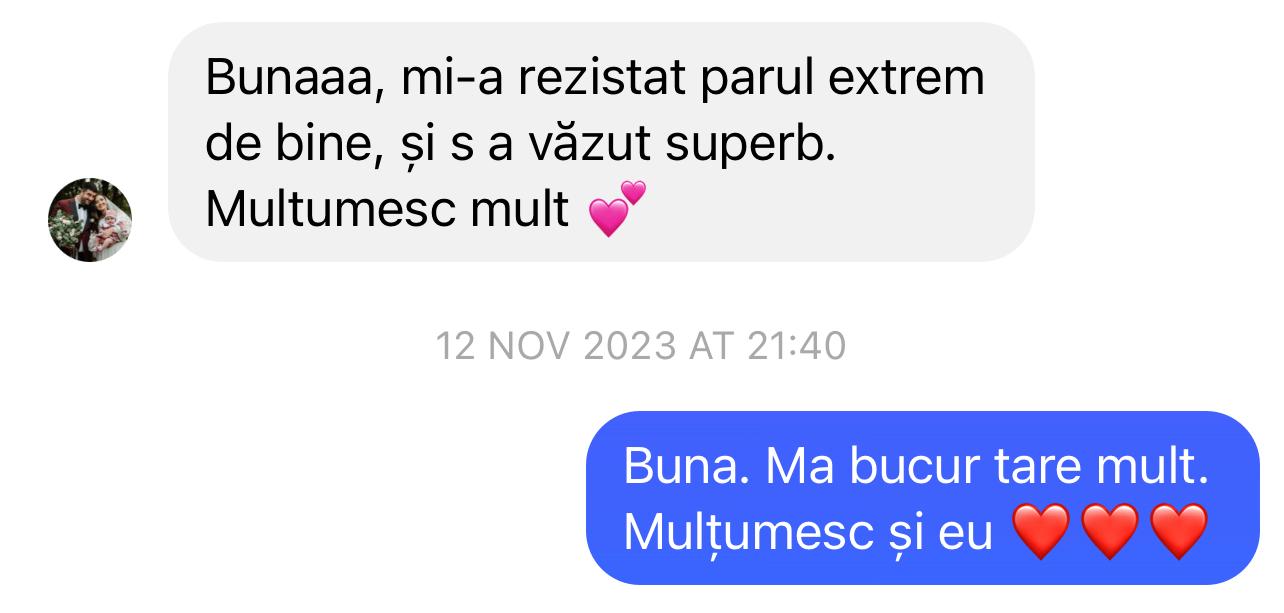 Bunaaa, mi-a rezistat parul extrem
de bine, și s a văzut superb.
Multumesc mult 💕
12 NOV 2023 AT 21:40
Buna. Ma bucur tare mult.
Mulțumesc și eu ❤️❤️❤️